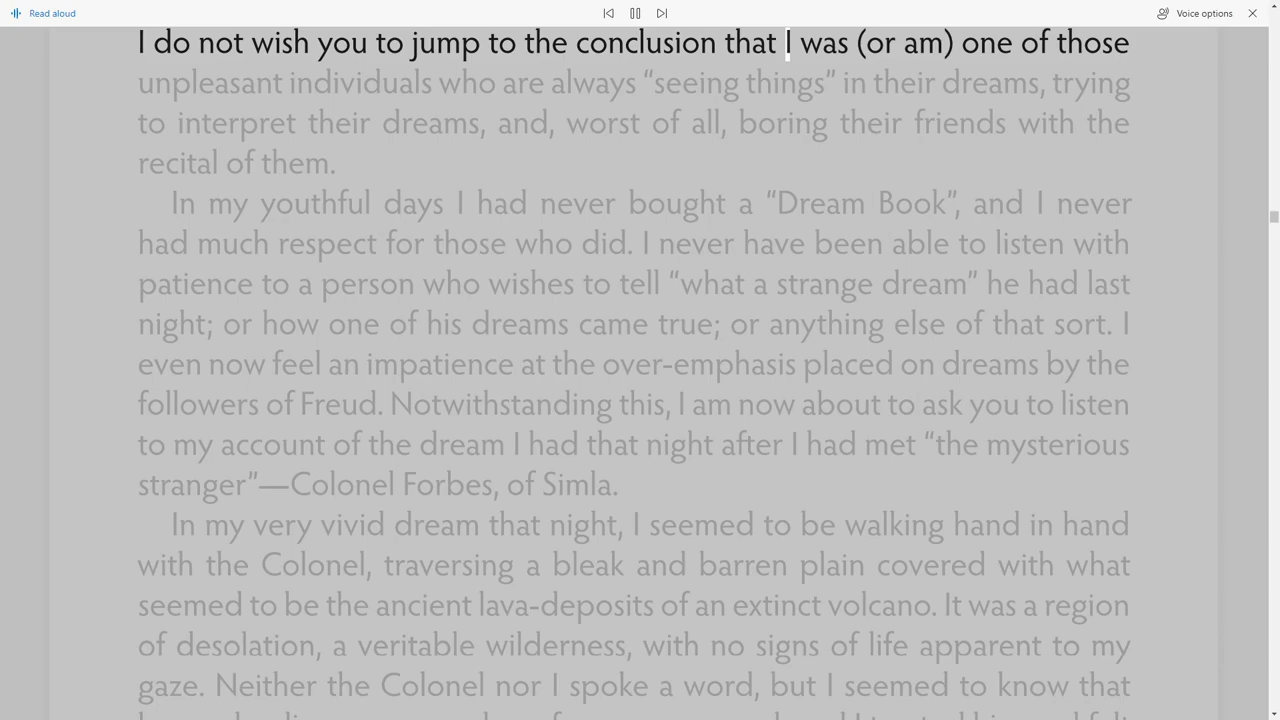 Read aloud
Voice options
I do not wish you to jump to the conclusion that I was (or am) one of those
unpleasant individuals who are always “seeing things” in their dreams, trying
to interpret their dreams, and, worst of all, boring their friends with the
recital of them.
In my youthful days I had never bought a “Dream Book”, and I never
had much respect for those who did. I never have been able to listen with
patience to a person who wishes to tell “what a strange dream” he had last
night; or how one of his dreams came true; or anything else of that sort. I
even now feel an impatience at the over-emphasis placed on dreams by the
followers of Freud. Notwithstanding this, I am now about to ask you to listen
to my account of the dream I had that night after I had met “the mysterious
stranger”—Colonel Forbes, of Simla.
In my very vivid dream that night, I seemed to be walking hand in hand
with the Colonel, traversing a bleak and barren plain covered with what
seemed to be the ancient lava-deposits of an extinct volcano. It was a region
of desolation, a veritable wilderness, with no signs of life apparent to my
gaze. Neither the Colonel nor I spoke a word, but I seemed to know that